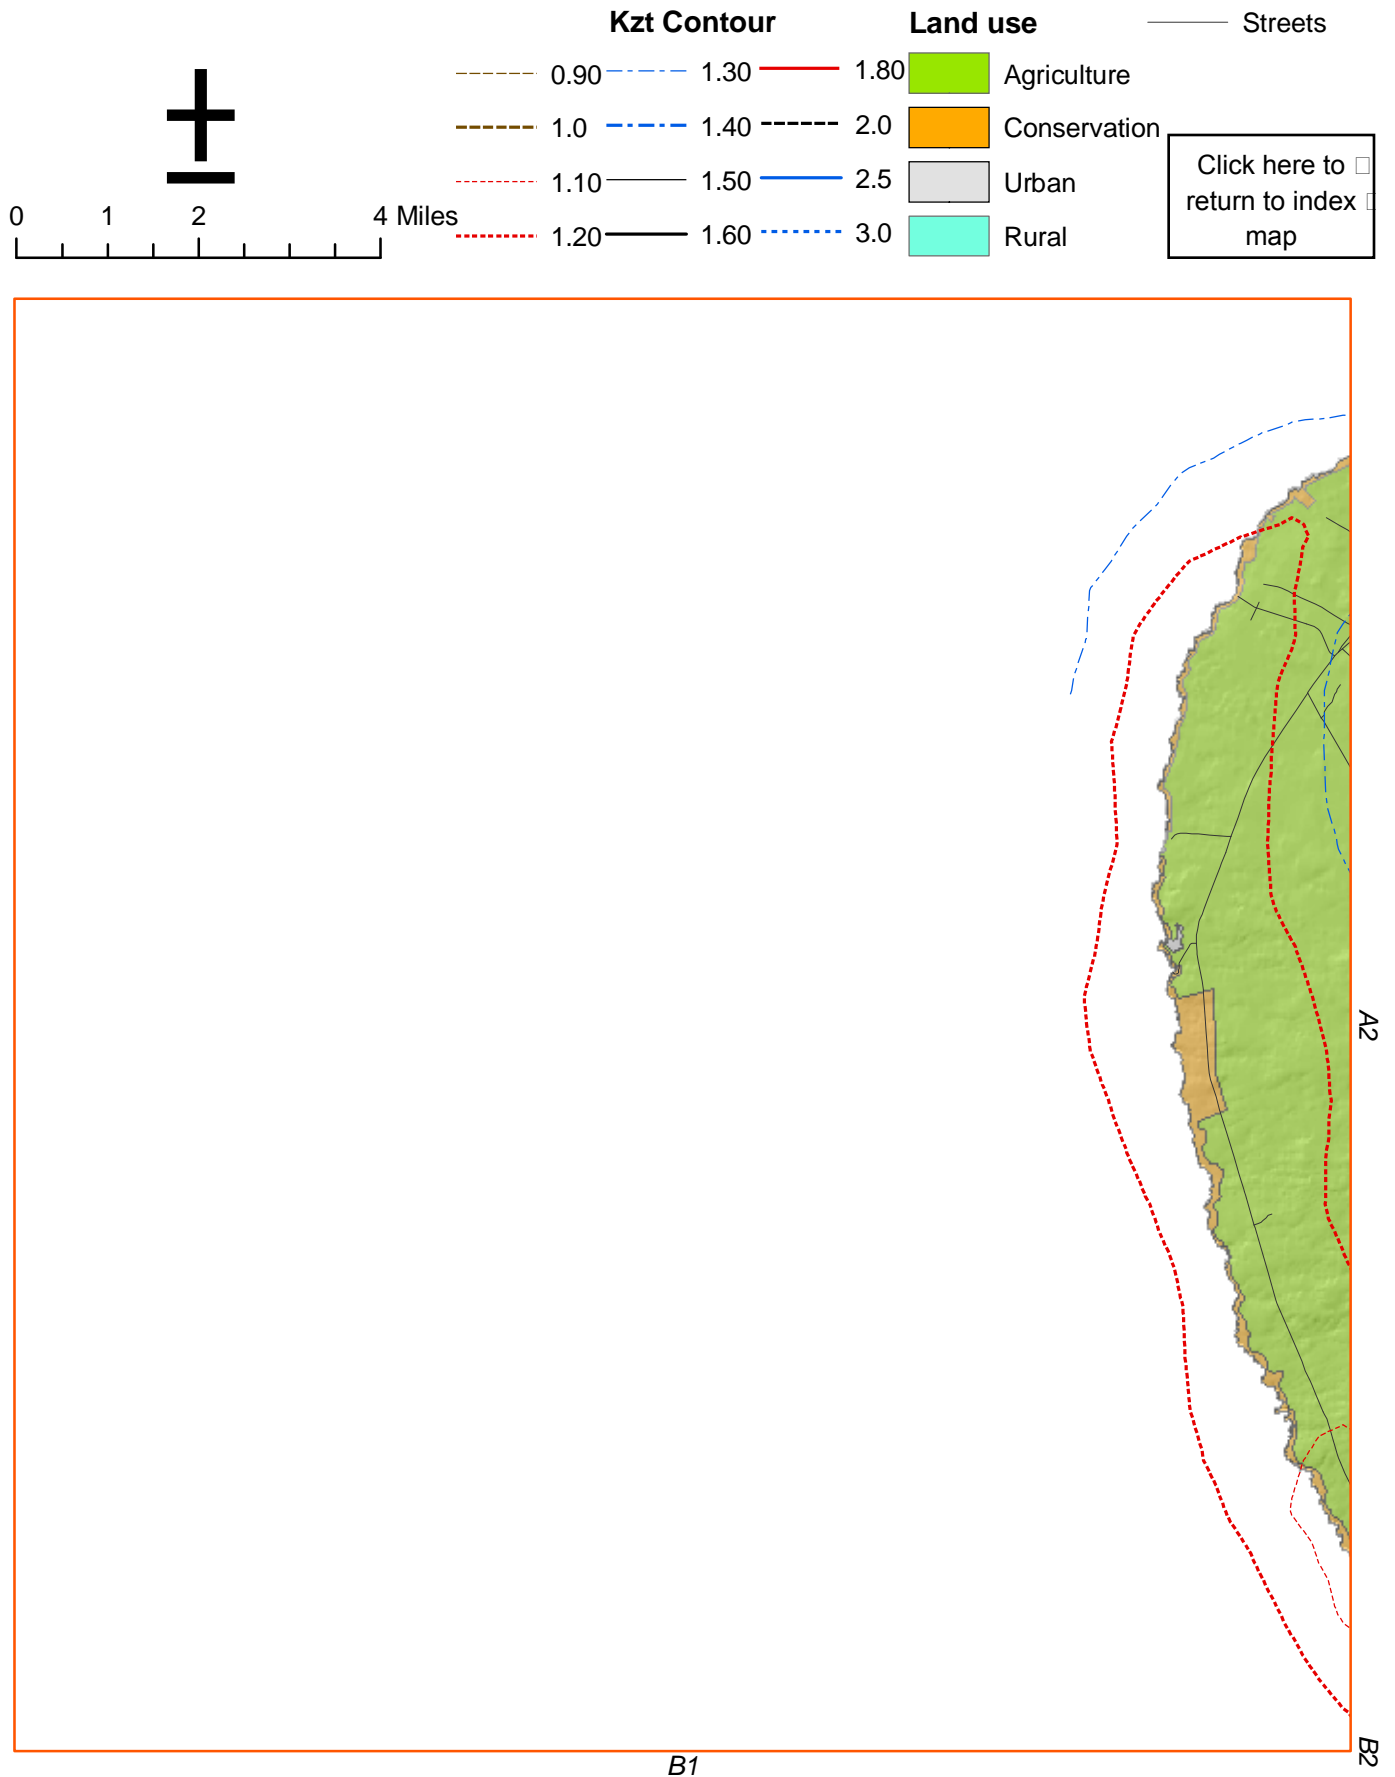 Kzt Contour
Land use
Streets
0.90
1.30
1.80
Agriculture
1.0
1.40
2.0
Conservation
1.10
1.50
2.5
Urban
1.20
1.60
3.0
Rural
Click here to
return to index
map
0 1 2 4 Miles
A2
B1
B2